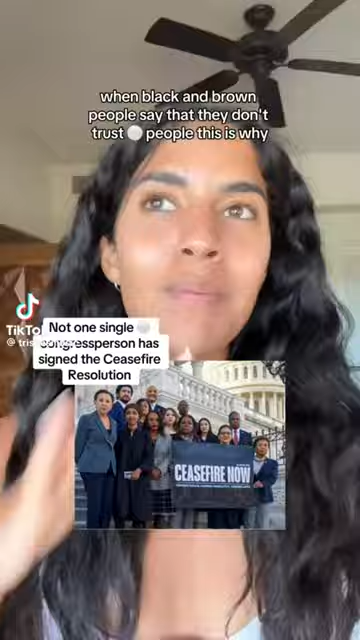 when black and brown
people say that they don't
trust ⚪ people this is why
Not one single ⚪
congressperson has
signed the Ceasefire
Resolution
TikTok
CEASEFIRE NOW